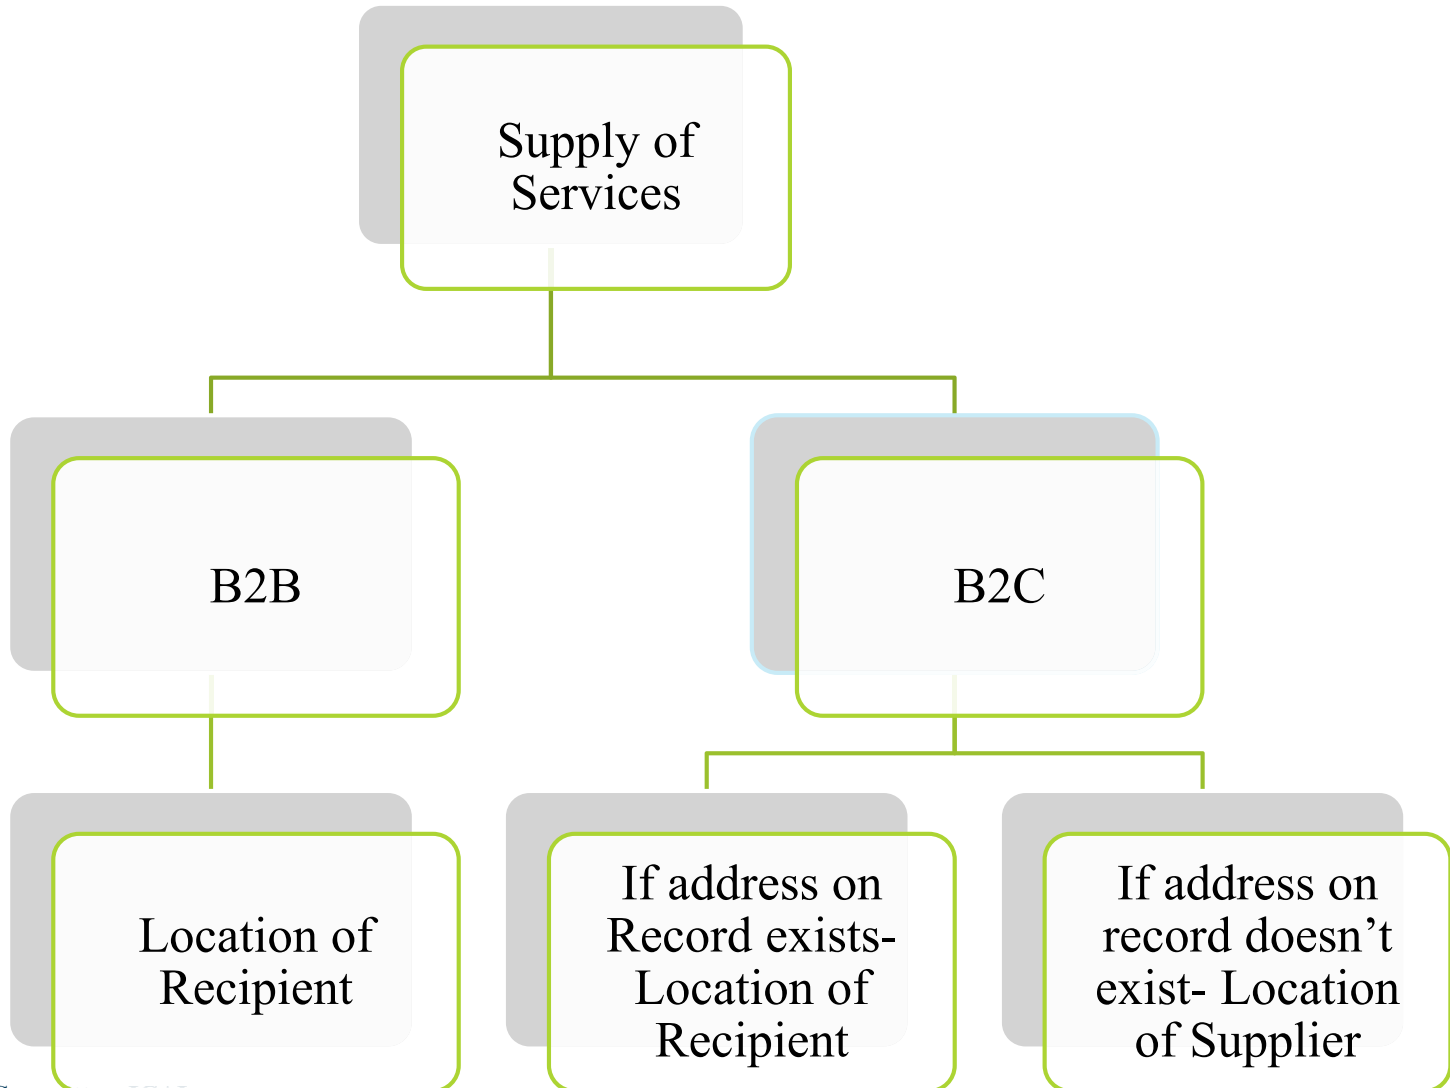 Supply of
Services
B2B
B2C
Location of
Recipient
If address on
Record exists-
Location of
Recipient
If address on
record doesn’t
exist- Location
of Supplier